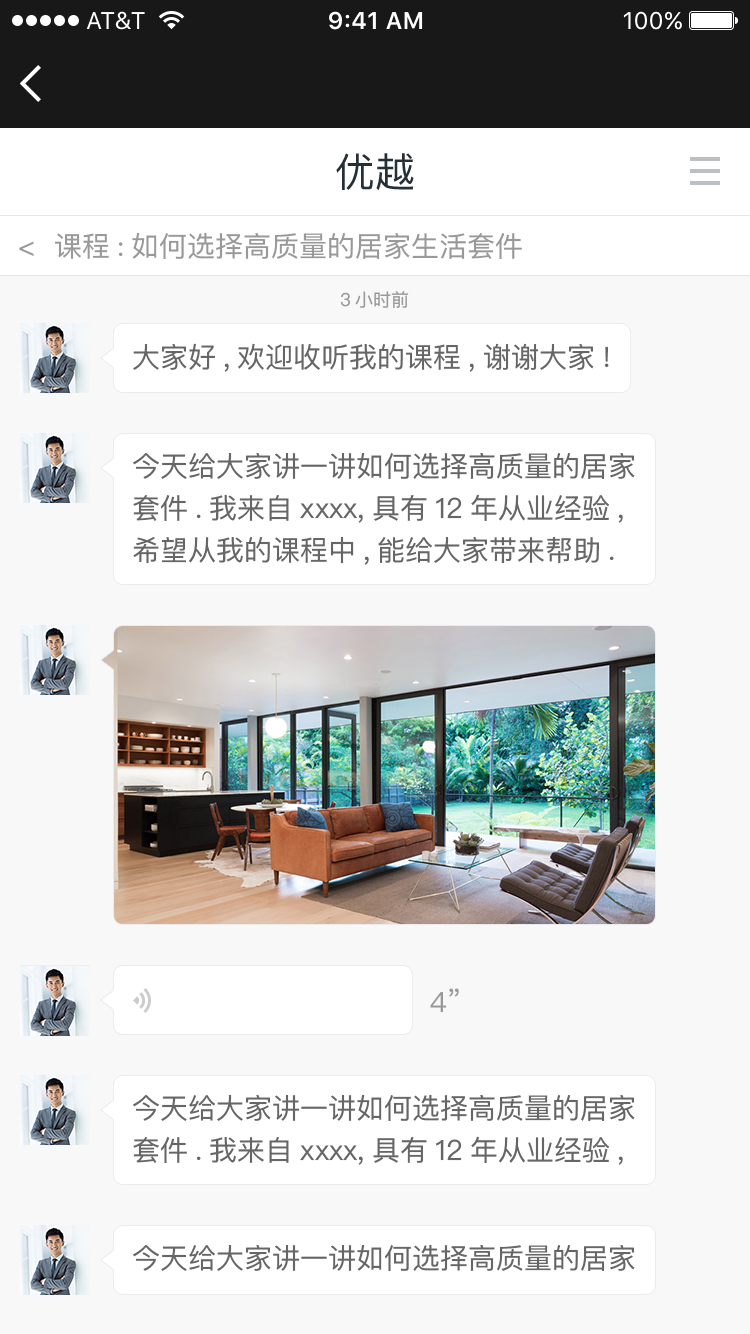 AT&T 9:41 AM 100%
优越
< 课程 : 如何选择高质量的居家生活套件
3 小时前
大家好 , 欢迎收听我的课程 , 谢谢大家 !
今天给大家讲一讲如何选择高质量的居家
套件 . 我来自 xxxx, 具有 12 年从业经验 ,
希望从我的课程中 , 能给大家带来帮助 .
4”
今天给大家讲一讲如何选择高质量的居家
套件 . 我来自 xxxx, 具有 12 年从业经验 ,
今天给大家讲一讲如何选择高质量的居家